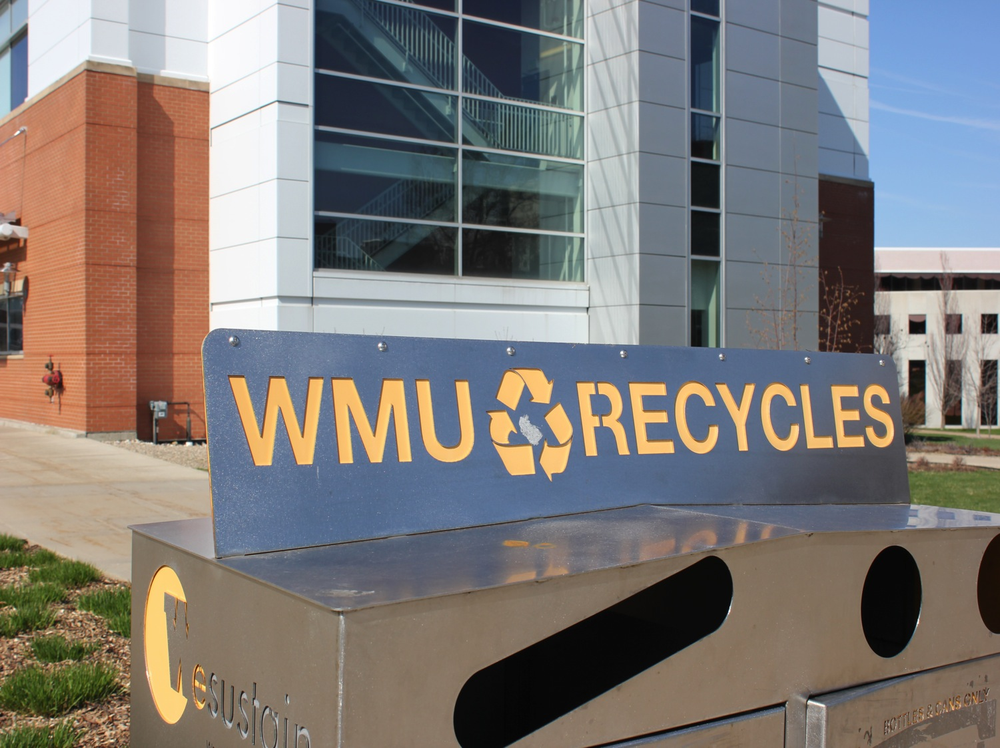 WMU RECYCLES
esustain
BOTTLES & CANS ONLY